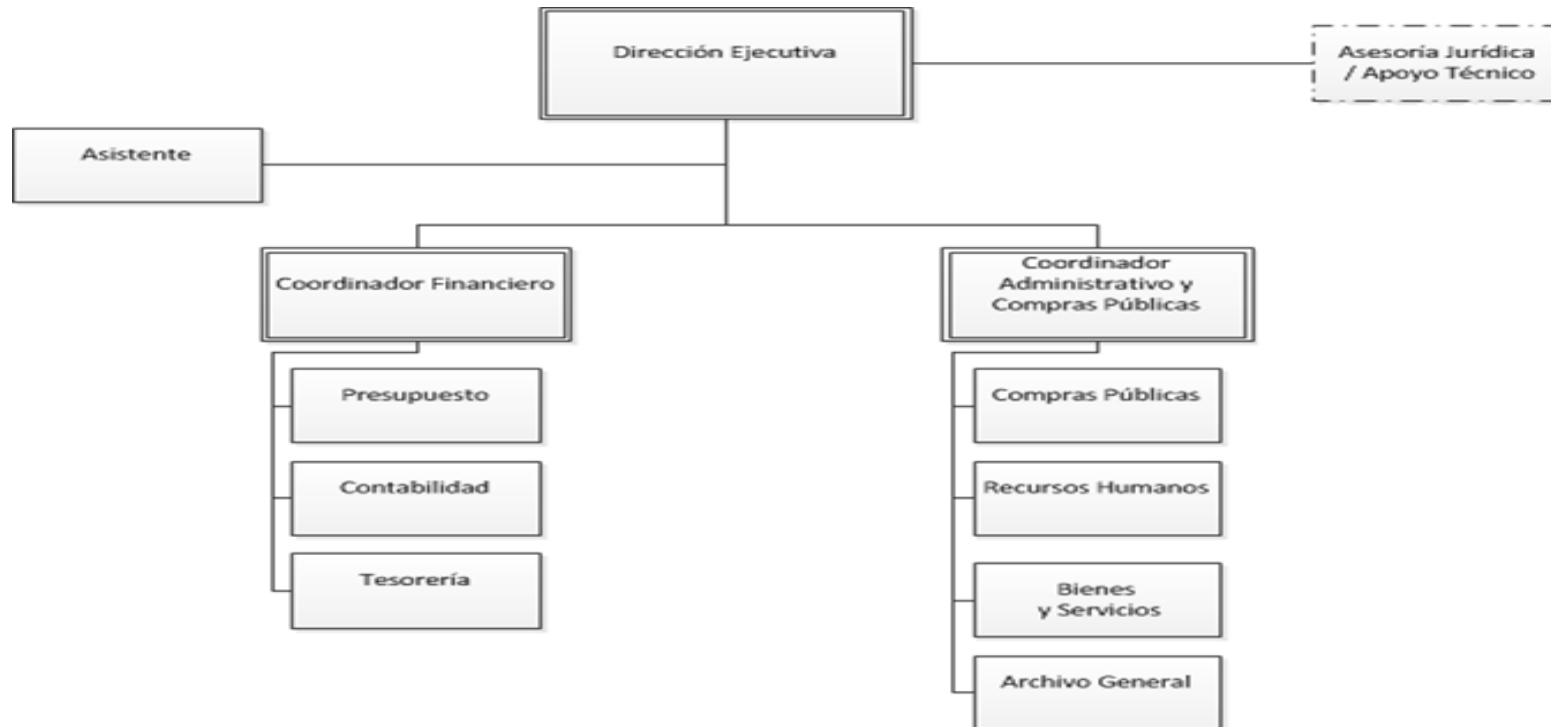 Dirección Ejecutiva
Asesoría Jurídica
/ Apoyo Técnico
Asistente
Coordinador Financiero
Coordinador
Administrativo y
Compras Públicas
Presupuesto
Contabilidad
Tesorería
Compras Públicas
Recursos Humanos
Bienes
y Servicios
Archivo General